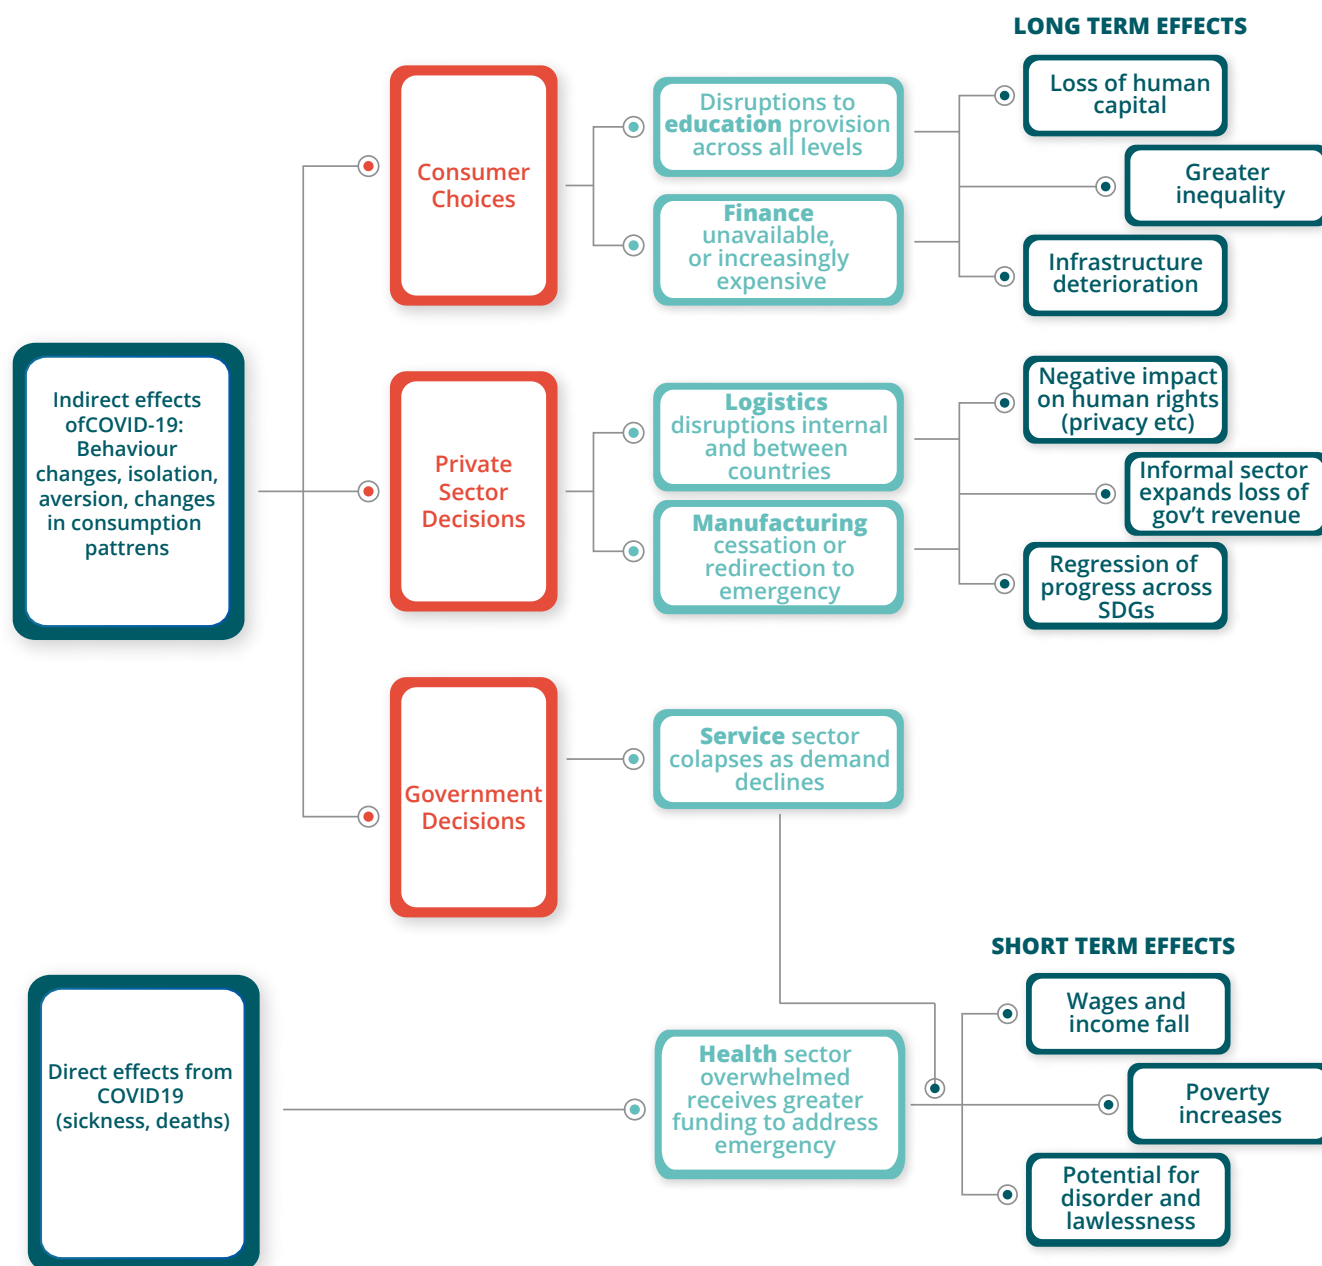 LONG TERM EFFECTS
Indirect effects
ofCOVID-19:
Behaviour
changes, isolation,
aversion, changes
in consumption
pattrens
Consumer
Choices
Disruptions to
education provision
across all levels
Finance
unavailable,
or increasingly
expensive
Loss of human
capital
Greater
inequality
Infrastructure
deterioration
Private
Sector
Decisions
Logistics
disruptions internal
and between
countries
Manufacturing
cessation or
redirection to
emergency
Negative impact
on human rights
(privacy etc)
Informal sector
expands loss of
gov’t revenue
Regression of
progress across
SDGs
Government
Decisions
Service sector
colapses as demand
declines
SHORT TERM EFFECTS
Direct effects from
COVID19
(sickness, deaths)
Health sector
overwhelmed
receives greater
funding to address
emergency
Wages and
income fall
Poverty
increases
Potential for
disorder and
lawlessness